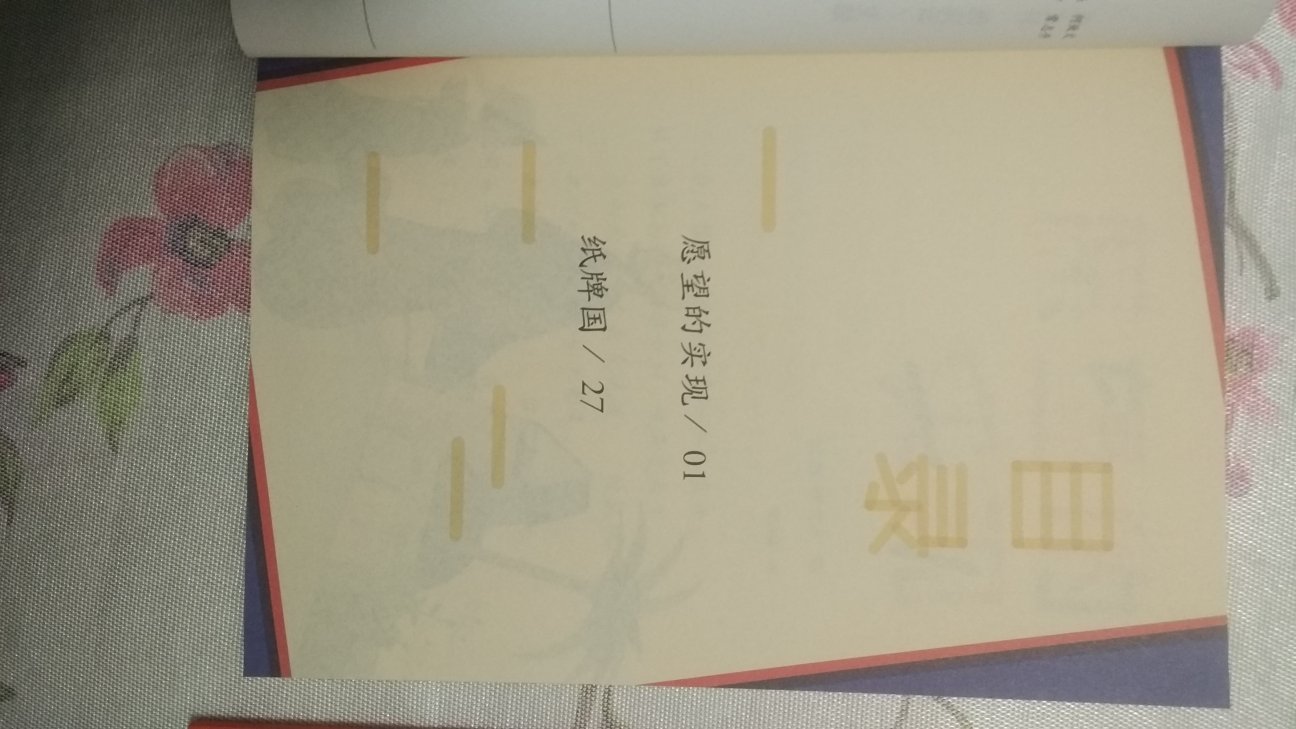 目录
愿望的实现 / 01
纸牌国 / 27